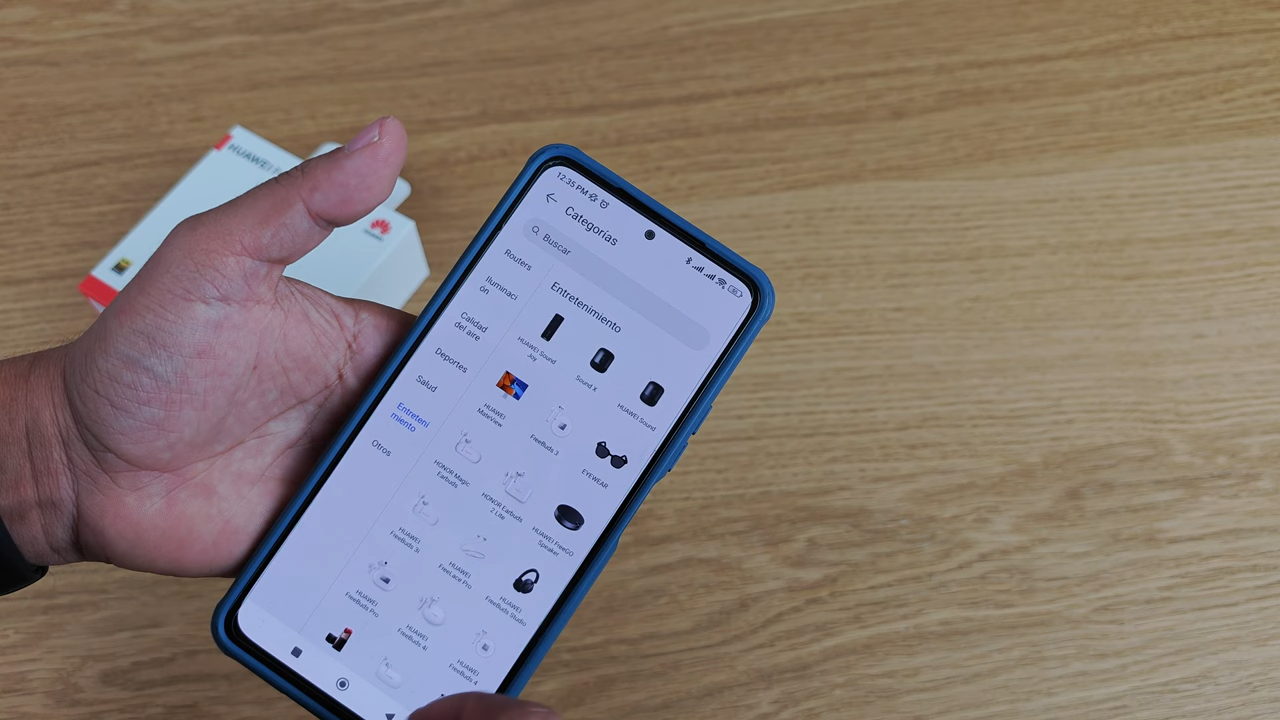 HUAWEI
HUAWEI
12:35 PM
Categorías
Buscar
Routers
Iluminaci
ón
Calidad
del aire
Deportes
Salud
Entreteni
miento
Otros
Entretenimiento
HUAWEI Sound
Joy
Sound X
HUAWEI Sound
HUAWEI
MateView
FreeBuds 3
EYEWEAR
HONOR Magic
Earbuds
HONOR Earbuds
2 Lite
HUAWEI FreeGO
Speaker
HUAWEI
FreeBuds 3i
HUAWEI
FreeLace Pro
HUAWEI
FreeBuds Studio
HUAWEI
FreeBuds Pro
HUAWEI
FreeBuds 4i
HUAWEI
FreeBuds 4